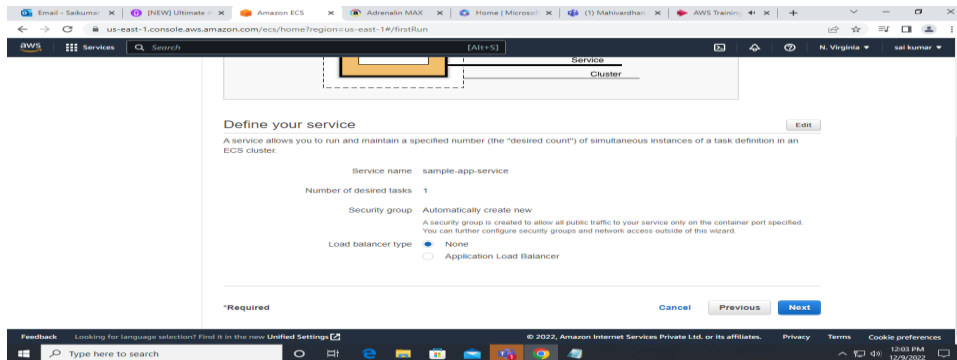 Email - Saikumar
[NEW] Ultimate
Amazon ECS
Adrenalin MAX
Home | Microsoft
(1) Mahivardhan
AWS Training
us-east-1.console.aws.amazon.com/ecs/home?region=us-east-1#/firstRun
aws
Services
Search
[Alt+S]
N. Virginia
sai kumar
Service
Cluster
Define your service
Edit
A service allows you to run and maintain a specified number (the "desired count") of simultaneous instances of a task definition in an
ECS cluster.
Service name sample-app-service
Number of desired tasks 1
Security group Automatically create new
A security group is created to allow all public traffic to your service only on the container port specified.
You can further configure security groups and network access outside of this wizard.
Load balancer type None
Application Load Balancer
*Required
Cancel
Previous
Next
Feedback Looking for language selection? Find it in the new Unified Settings
© 2022, Amazon Internet Services Private Ltd. or its affiliates.
Privacy
Terms
Cookie preferences
Type here to search
12:03 PM
12/9/2022